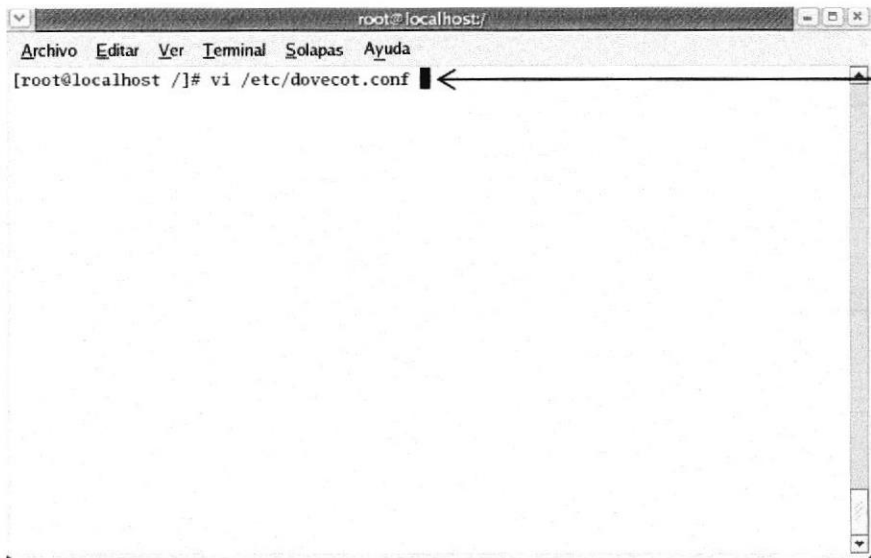 root@localhost:/
Archivo Editar Ver Terminal Solapas Ayuda
[root@localhost /]# vi /etc/dovecot.conf